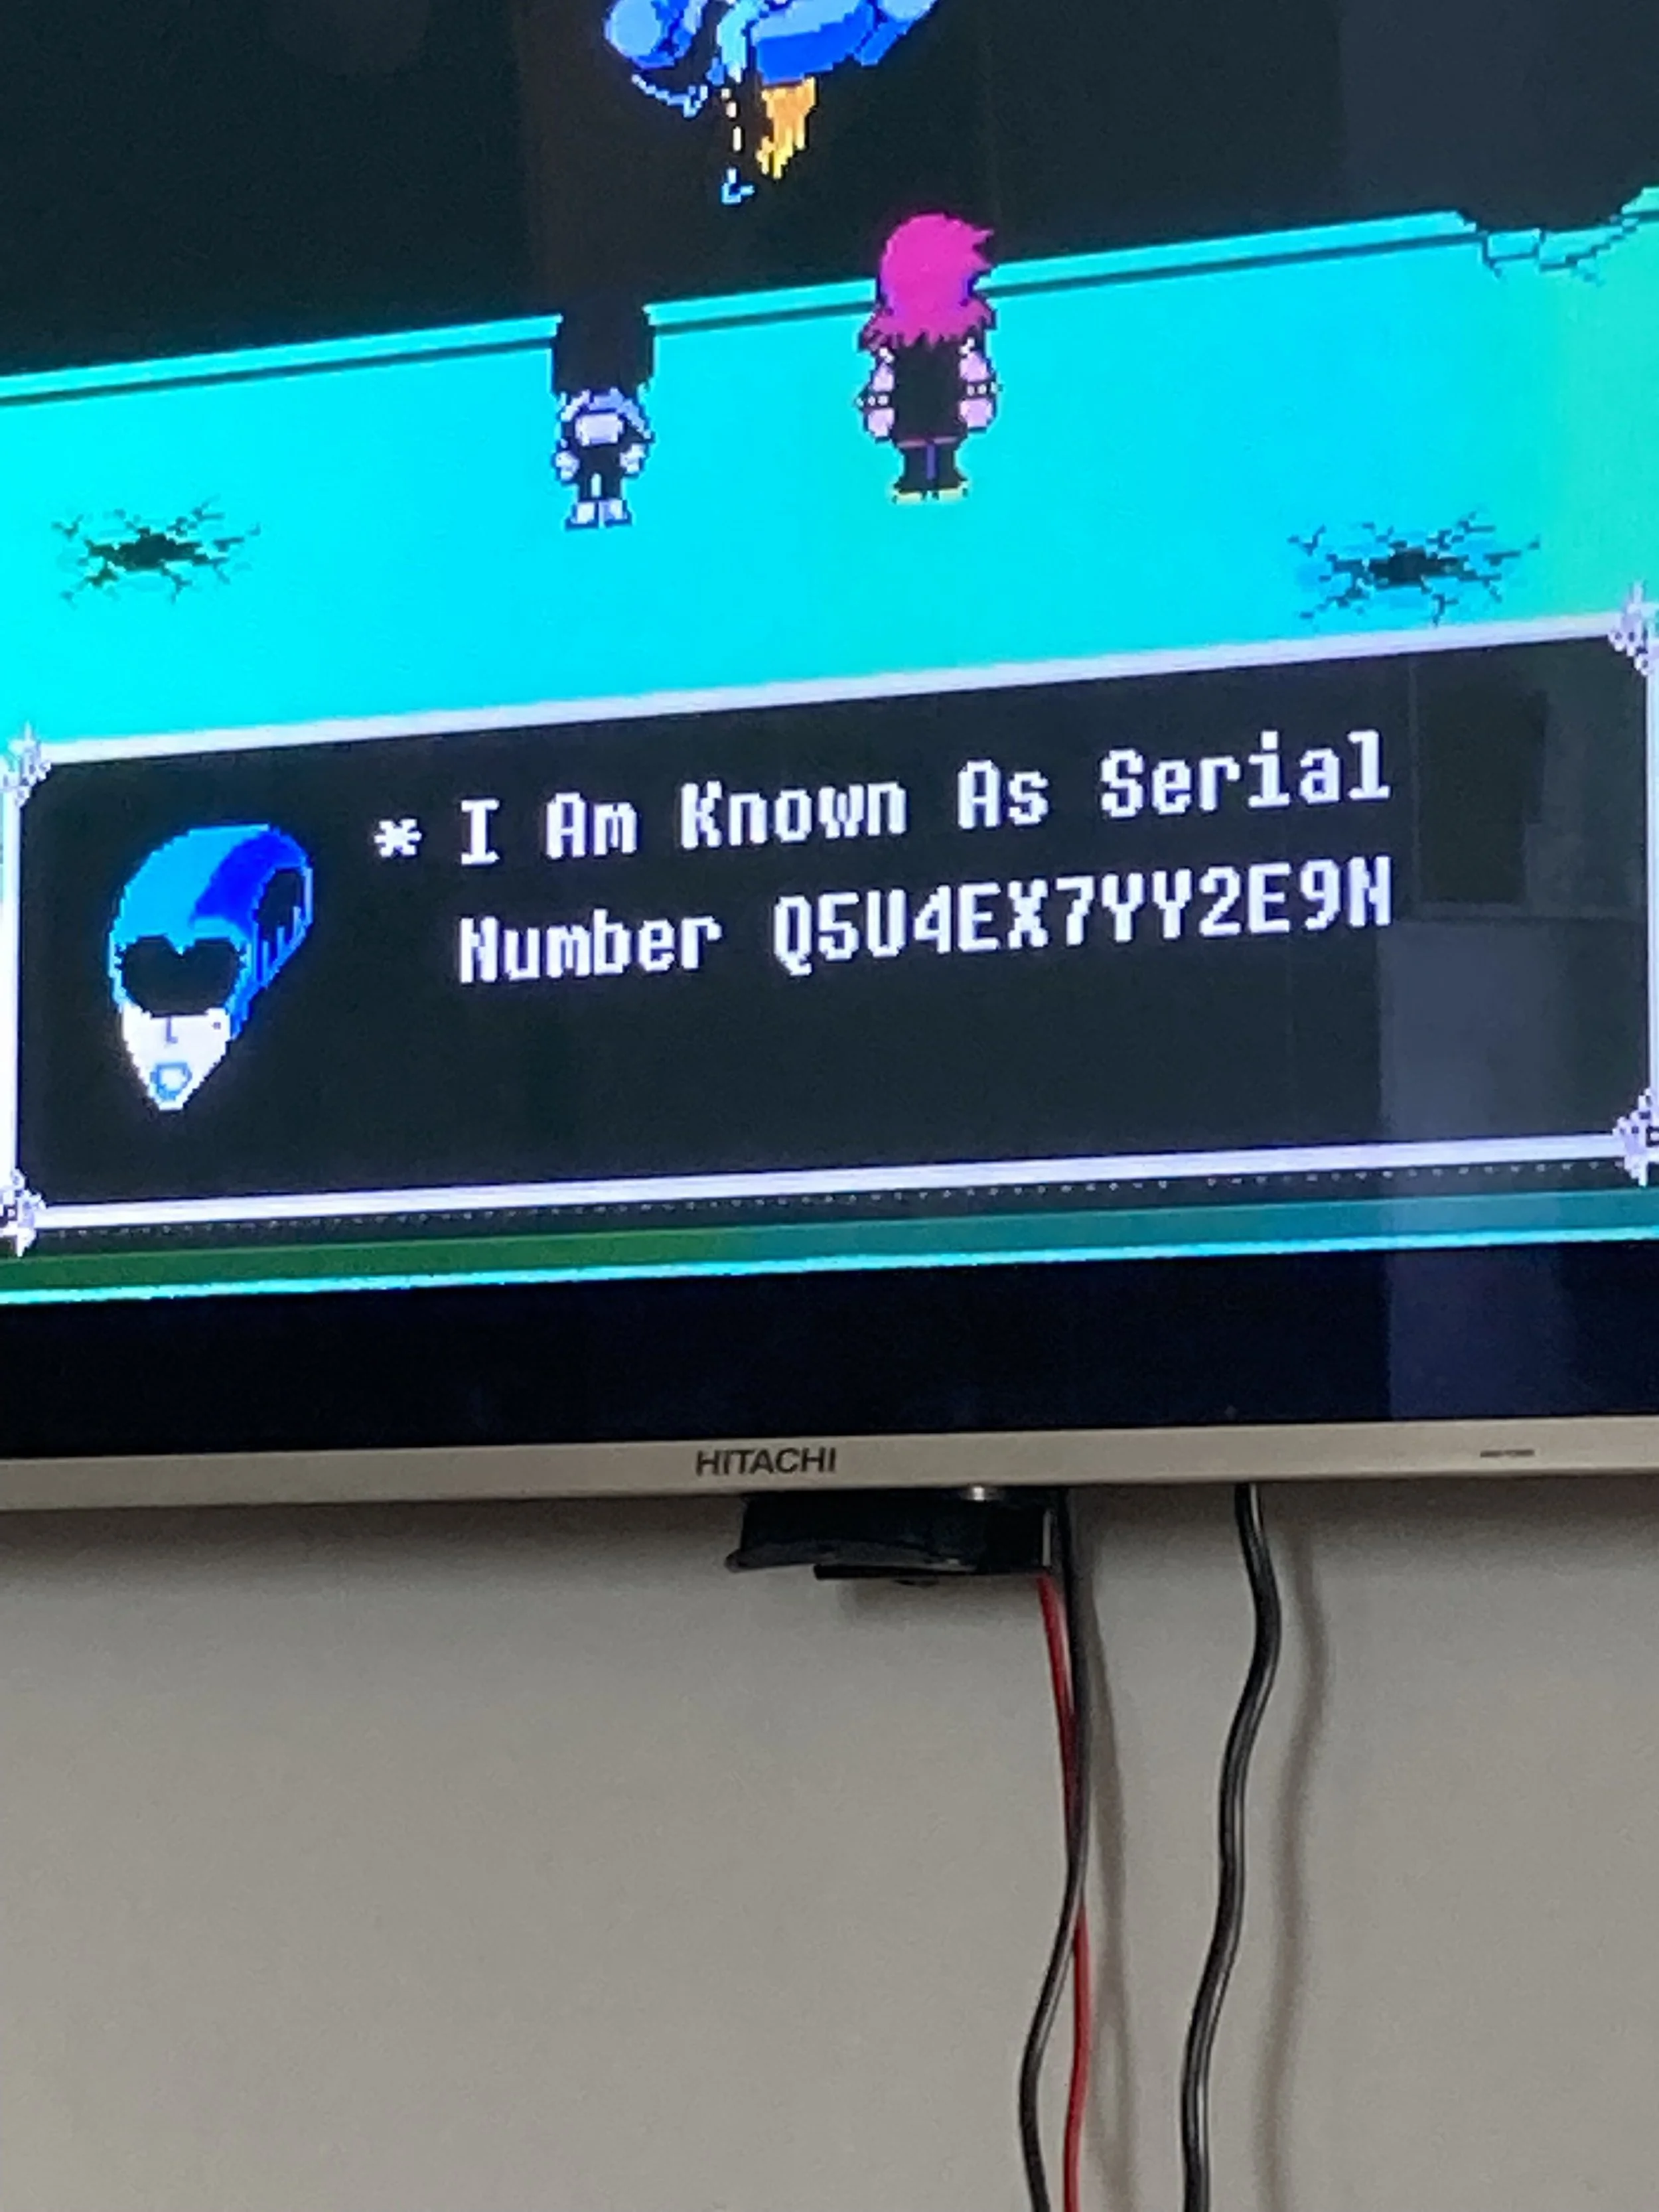 * I Am Known As Serial
Number Q5U4EX7YY2E9N
HITACHI